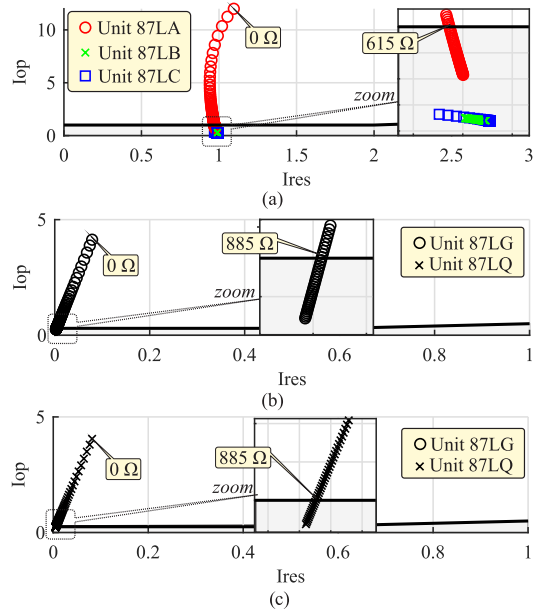 Iop
10
5
0
Unit 87LA
Unit 87LB
Unit 87LC
0 Ω
615 Ω
zoom
0 0.5 1 1.5 2 2.5 3
Ires
(a)
Iop
5
0
885 Ω
0 Ω
zoom
Unit 87LG
Unit 87LQ
0 0.2 0.4 0.6 0.8 1
Ires
(b)
Iop
5
0
885 Ω
0 Ω
zoom
Unit 87LG
Unit 87LQ
0 0.2 0.4 0.6 0.8 1
Ires
(c)